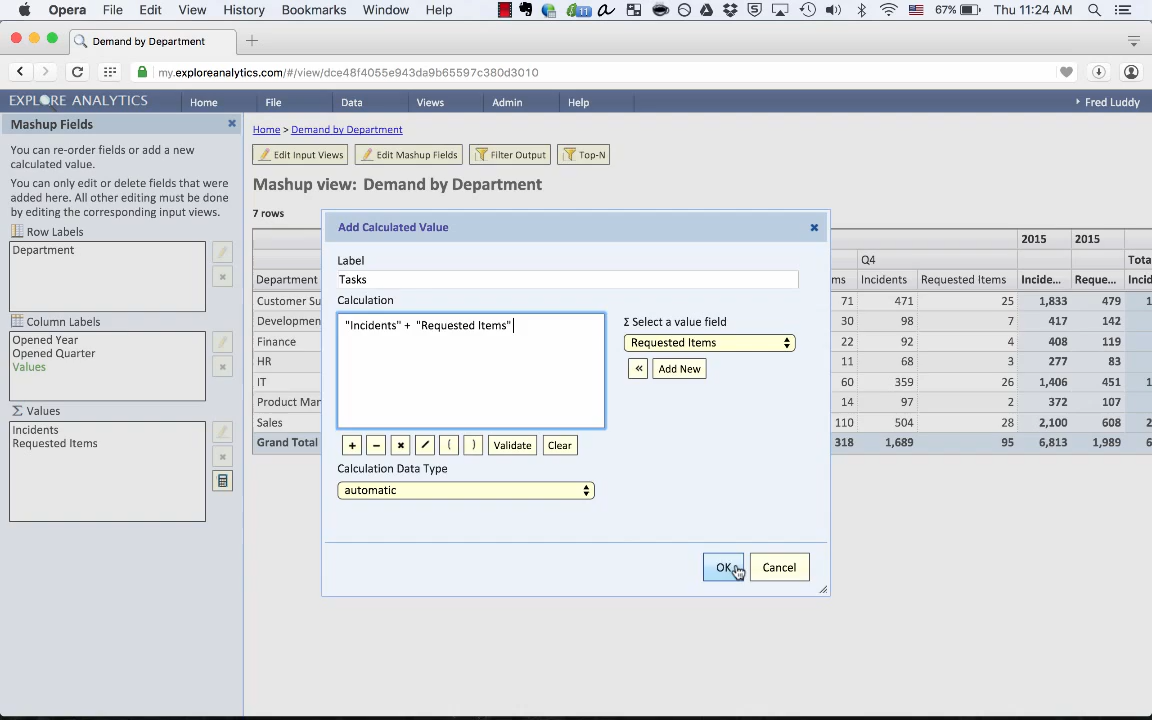 Opera File Edit View History Bookmarks Window Help 11 67% Thu 11:24 AM
Demand by Department
my.exploreanalytics.com/#/view/dce48f4055e943da9b65597c380d3010
EXPLORE ANALYTICS Home File Data Views Admin Help Fred Luddy
Mashup Fields
You can re-order fields or add a new
calculated value.
You can only edit or delete fields that were
added here. All other editing must be done
by editing the corresponding input views.
Row Labels
Department
Column Labels
Opened Year
Opened Quarter
Values
Σ Values
Incidents
Requested Items
Home > Demand by Department
Edit Input Views Edit Mashup Fields Filter Output Top-N
Mashup view: Demand by Department
7 rows
Add Calculated Value
Label
Tasks
Calculation
"Incidents" + "Requested Items"
Σ Select a value field
Requested Items
« Add New
+ − × / ( ) Validate Clear
Calculation Data Type
automatic
OK Cancel
2015 2015
Q4 Tota
Department ms Incidents Requested Items Incide... Reque... Incid
Customer Su 71 471 25 1,833 479 1
Developmen 30 98 7 417 142
Finance 22 92 4 408 119
HR 11 68 3 277 83
IT 60 359 26 1,406 451 1
Product Mar 14 97 2 372 107
Sales 110 504 28 2,100 608 2
Grand Total 318 1,689 95 6,813 1,989 6